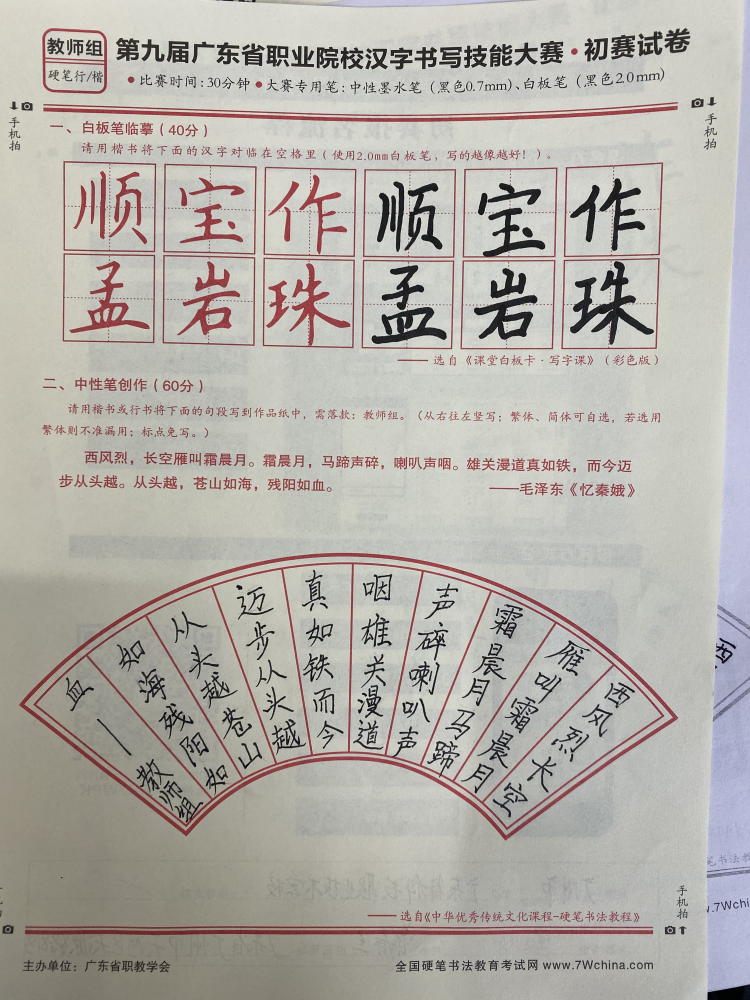 教师组
硬笔行/楷
第九届广东省职业院校汉字书写技能大赛·初赛试卷
● 比赛时间:30分钟 ● 大赛专用笔: 中性墨水笔（黑色0.7mm）、白板笔（黑色2.0mm）
手机拍
手机拍
一、白板笔临摹（40分）
请用楷书将下面的汉字对临在空格里（使用2.0mm白板笔，写的越像越好！）。
顺宝作顺宝作
孟岩珠孟岩珠
—— 选自《课堂白板卡·写字课》（彩色版）
二、中性笔创作（60分）
请用楷书或行书将下面的句段写到作品纸中，需落款：教师组。（从右往左竖写；繁体、简体可自选，若选用
繁体则不准漏用；标点免写。）
西风烈，长空雁叫霜晨月。霜晨月，马蹄声碎，喇叭声咽。雄关漫道真如铁，而今迈
步从头越。从头越，苍山如海，残阳如血。
——毛泽东《忆秦娥》
西风烈长空
雁叫霜晨月
霜晨月马蹄
声碎喇叭声
咽雄关漫道
真如铁而今
迈步从头越
从头越苍山
如海残阳如
血—教师组
西
—— 选自《中华优秀传统文化课程-硬笔书法教程》
手机拍
主办单位：广东省职教学会
全国硬笔书法教育考试网 www.7Wchina.com